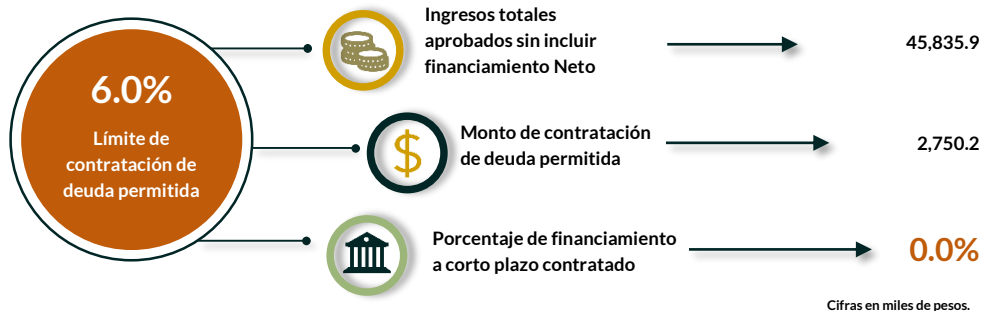 6.0%
Límite de
contratación de
deuda permitida
Ingresos totales
aprobados sin incluir
financiamiento Neto
45,835.9
Monto de contratación
de deuda permitida
2,750.2
Porcentaje de financiamiento
a corto plazo contratado
0.0%
Cifras en miles de pesos.